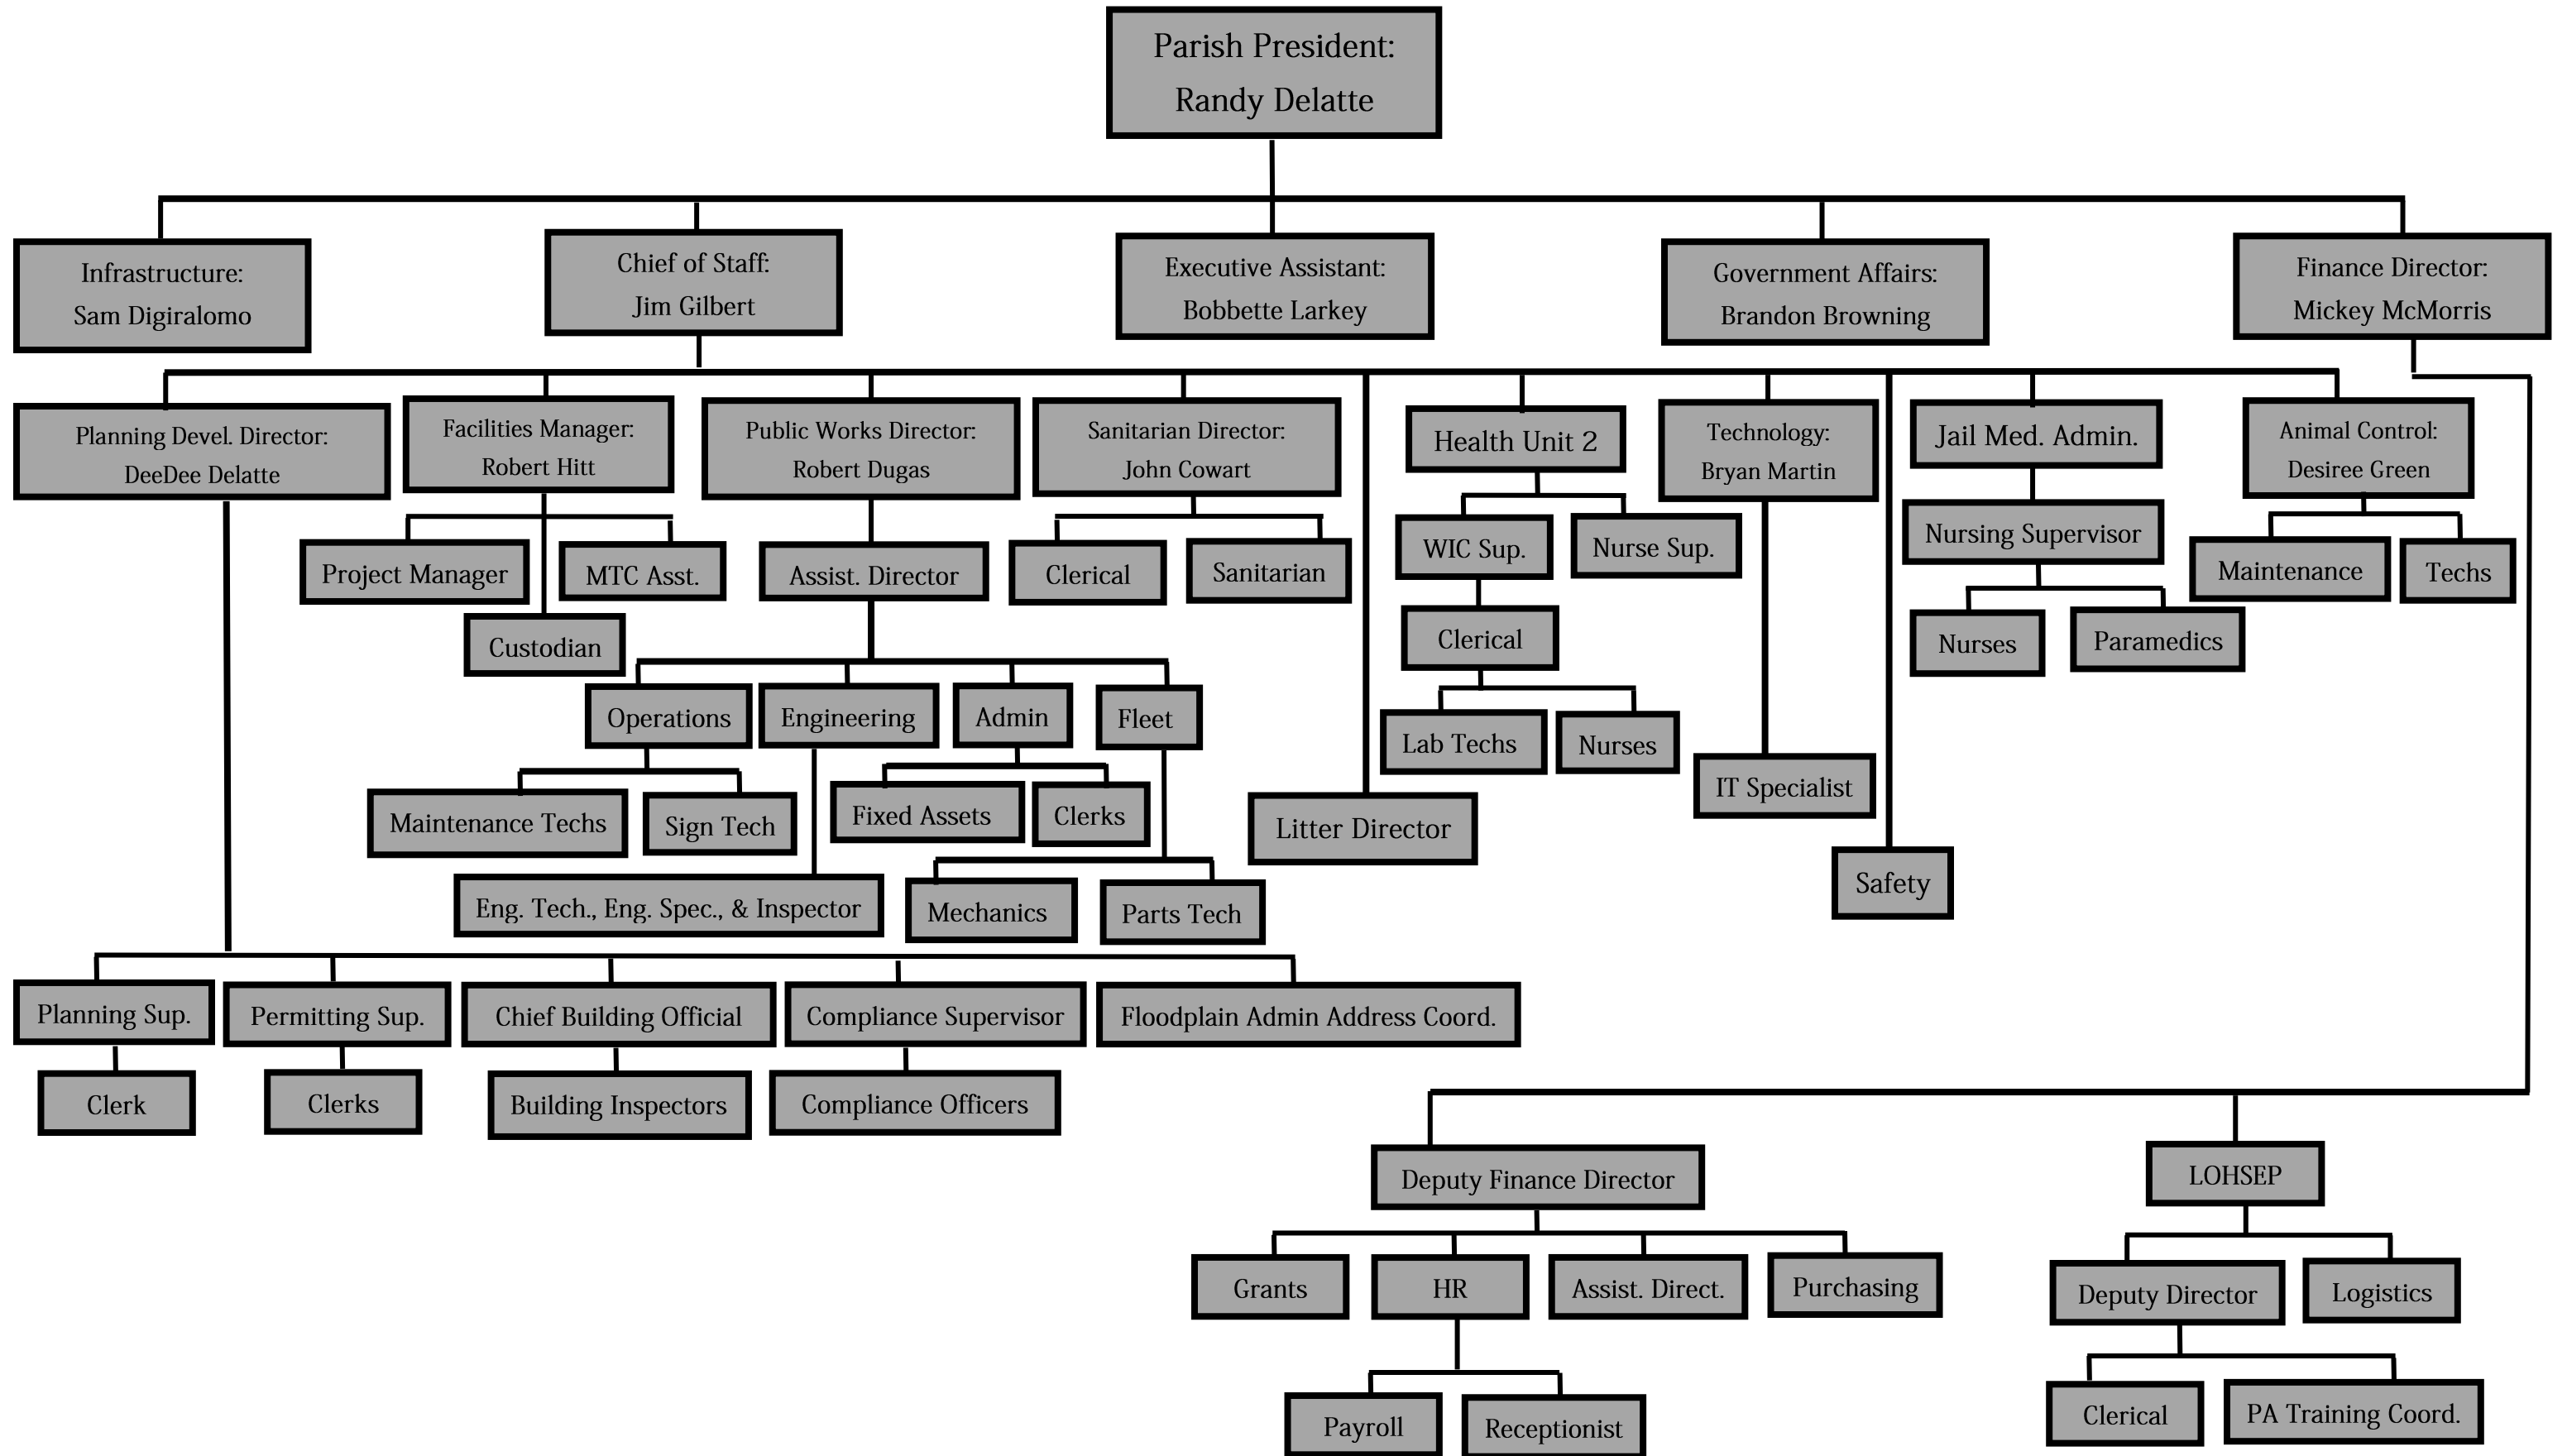 Parish President:
Randy Delatte
Infrastructure:
Sam Digiralomo
Chief of Staff:
Jim Gilbert
Executive Assistant:
Bobbette Larkey
Government Affairs:
Brandon Browning
Finance Director:
Mickey McMorris
Planning Devel. Director:
DeeDee Delatte
Facilities Manager:
Robert Hitt
Public Works Director:
Robert Dugas
Sanitarian Director:
John Cowart
Health Unit 2
Technology:
Bryan Martin
Jail Med. Admin.
Animal Control:
Desiree Green
Project Manager
MTC Asst.
Custodian
Assist. Director
Clerical
Sanitarian
WIC Sup.
Nurse Sup.
Nursing Supervisor
Maintenance
Techs
Clerical
Nurses
Paramedics
Operations
Engineering
Admin
Fleet
Lab Techs
Nurses
IT Specialist
Maintenance Techs
Sign Tech
Fixed Assets
Clerks
Litter Director
Safety
Eng. Tech., Eng. Spec., & Inspector
Mechanics
Parts Tech
Planning Sup.
Permitting Sup.
Chief Building Official
Compliance Supervisor
Floodplain Admin Address Coord.
Clerk
Clerks
Building Inspectors
Compliance Officers
Deputy Finance Director
LOHSEP
Grants
HR
Assist. Direct.
Purchasing
Deputy Director
Logistics
Payroll
Receptionist
Clerical
PA Training Coord.